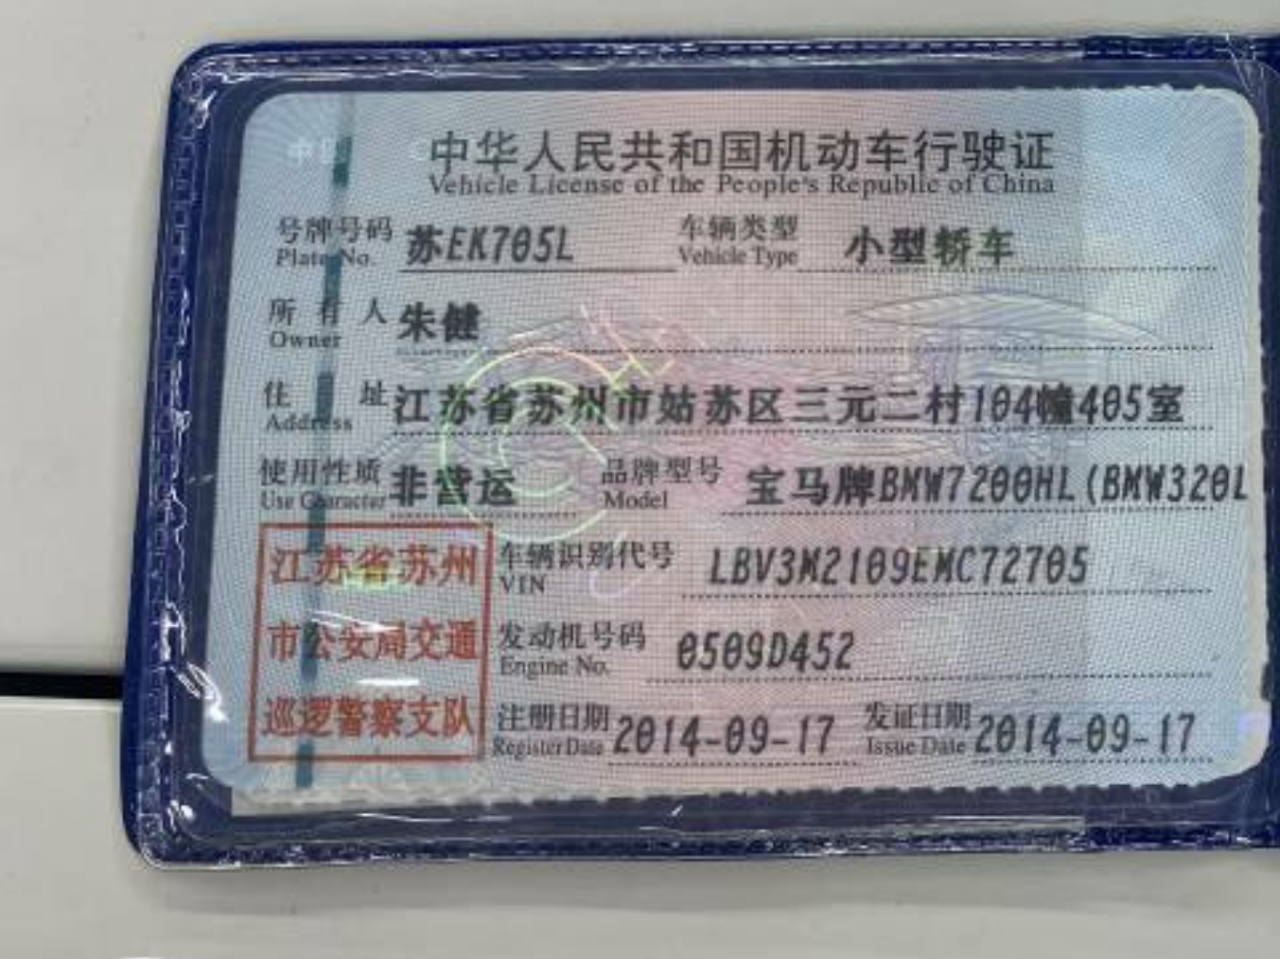 中华人民共和国机动车行驶证
Vehicle License of the People's Republic of China
号牌号码 苏EK705L 车辆类型 小型轿车
Plate No. Vehicle Type
所有人 朱健
Owner
住址 江苏省苏州市姑苏区三元二村104幢405室
Address
使用性质 非营运 品牌型号 宝马牌BMW7200HL(BMW320L
Use Character Model
江苏省苏州
市公安局交通
巡逻警察支队
车辆识别代号 LBV3M2109EMC72705
VIN
发动机号码 0509D452
Engine No.
注册日期 2014-09-17 发证日期 2014-09-17
Register Date Issue Date